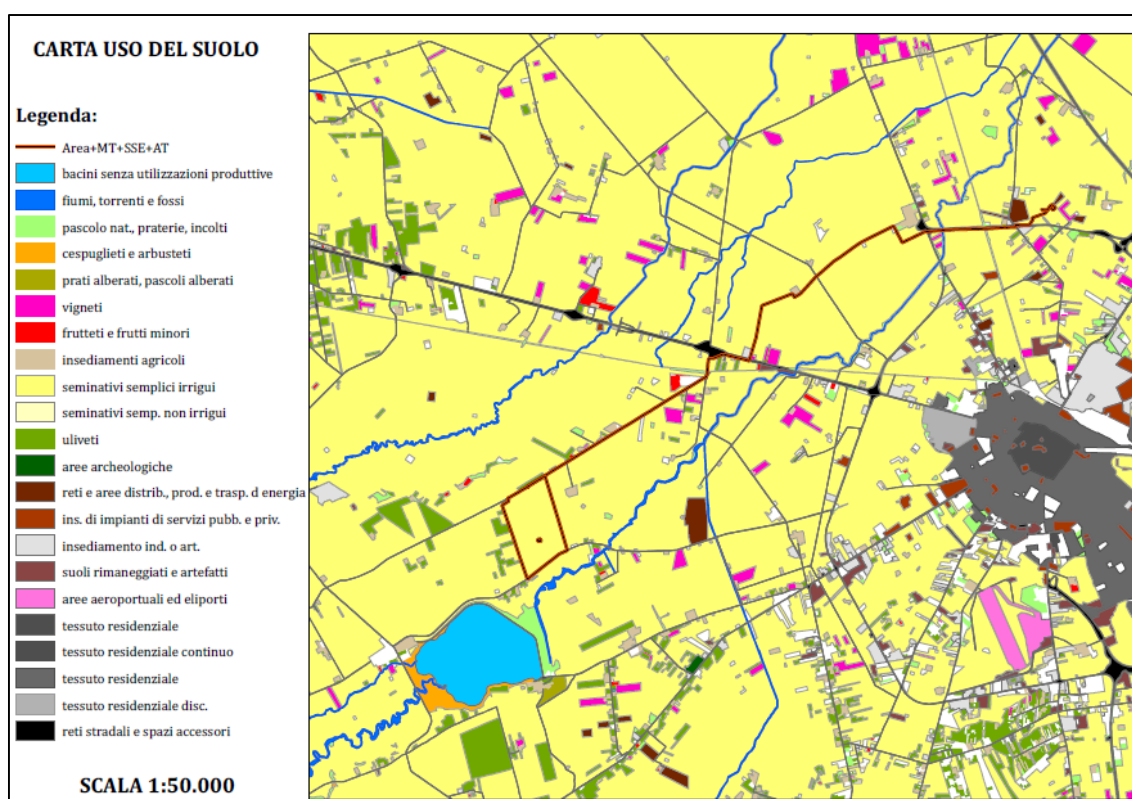 CARTA USO DEL SUOLO
Legenda:
Area+MT+SSE+AT
bacini senza utilizzazioni produttive
fiumi, torrenti e fossi
pascolo nat., praterie, incolti
cespuglieti e arbusteti
prati alberati, pascoli alberati
vigneti
frutteti e frutti minori
insediamenti agricoli
seminativi semplici irrigui
seminativi semp. non irrigui
uliveti
aree archeologiche
reti e aree distrib., prod. e trasp. d energia
ins. di impianti di servizi pubb. e priv.
insediamento ind. o art.
suoli rimaneggiati e artefatti
aree aeroportuali ed eliporti
tessuto residenziale
tessuto residenziale continuo
tessuto residenziale
tessuto residenziale disc.
reti stradali e spazi accessori
SCALA 1:50.000